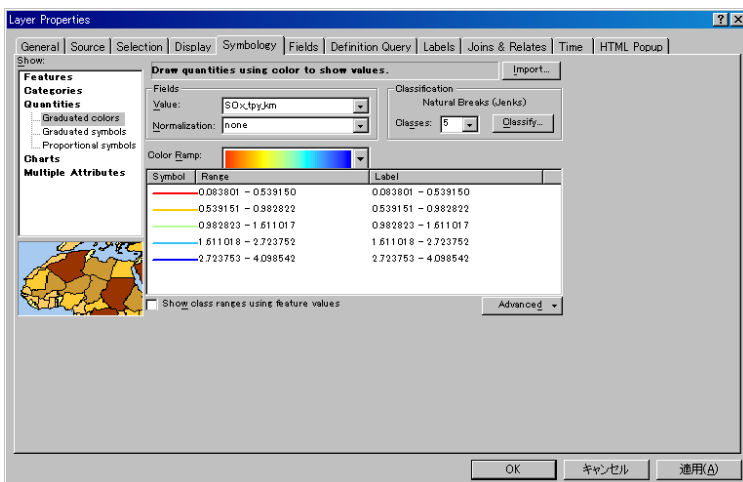 Layer Properties
General Source Selection Display Symbology Fields Definition Query Labels Joins & Relates Time HTML Popup
Show:
Features
Categories
Quantities
Graduated colors
Graduated symbols
Proportional symbols
Charts
Multiple Attributes
Draw quantities using color to show values.
Import...
Fields
Value: SOx_tpy_km
Normalization: none
Classification
Natural Breaks (Jenks)
Classes: 5 Classify...
Color Ramp:
Symbol Range Label
0.083801 - 0.539150 0.083801 - 0.539150
0.539151 - 0.982822 0.539151 - 0.982822
0.982823 - 1.611017 0.982823 - 1.611017
1.611018 - 2.723752 1.611018 - 2.723752
2.723753 - 4.098542 2.723753 - 4.098542
Show class ranges using feature values
Advanced
OK キャンセル 適用(A)